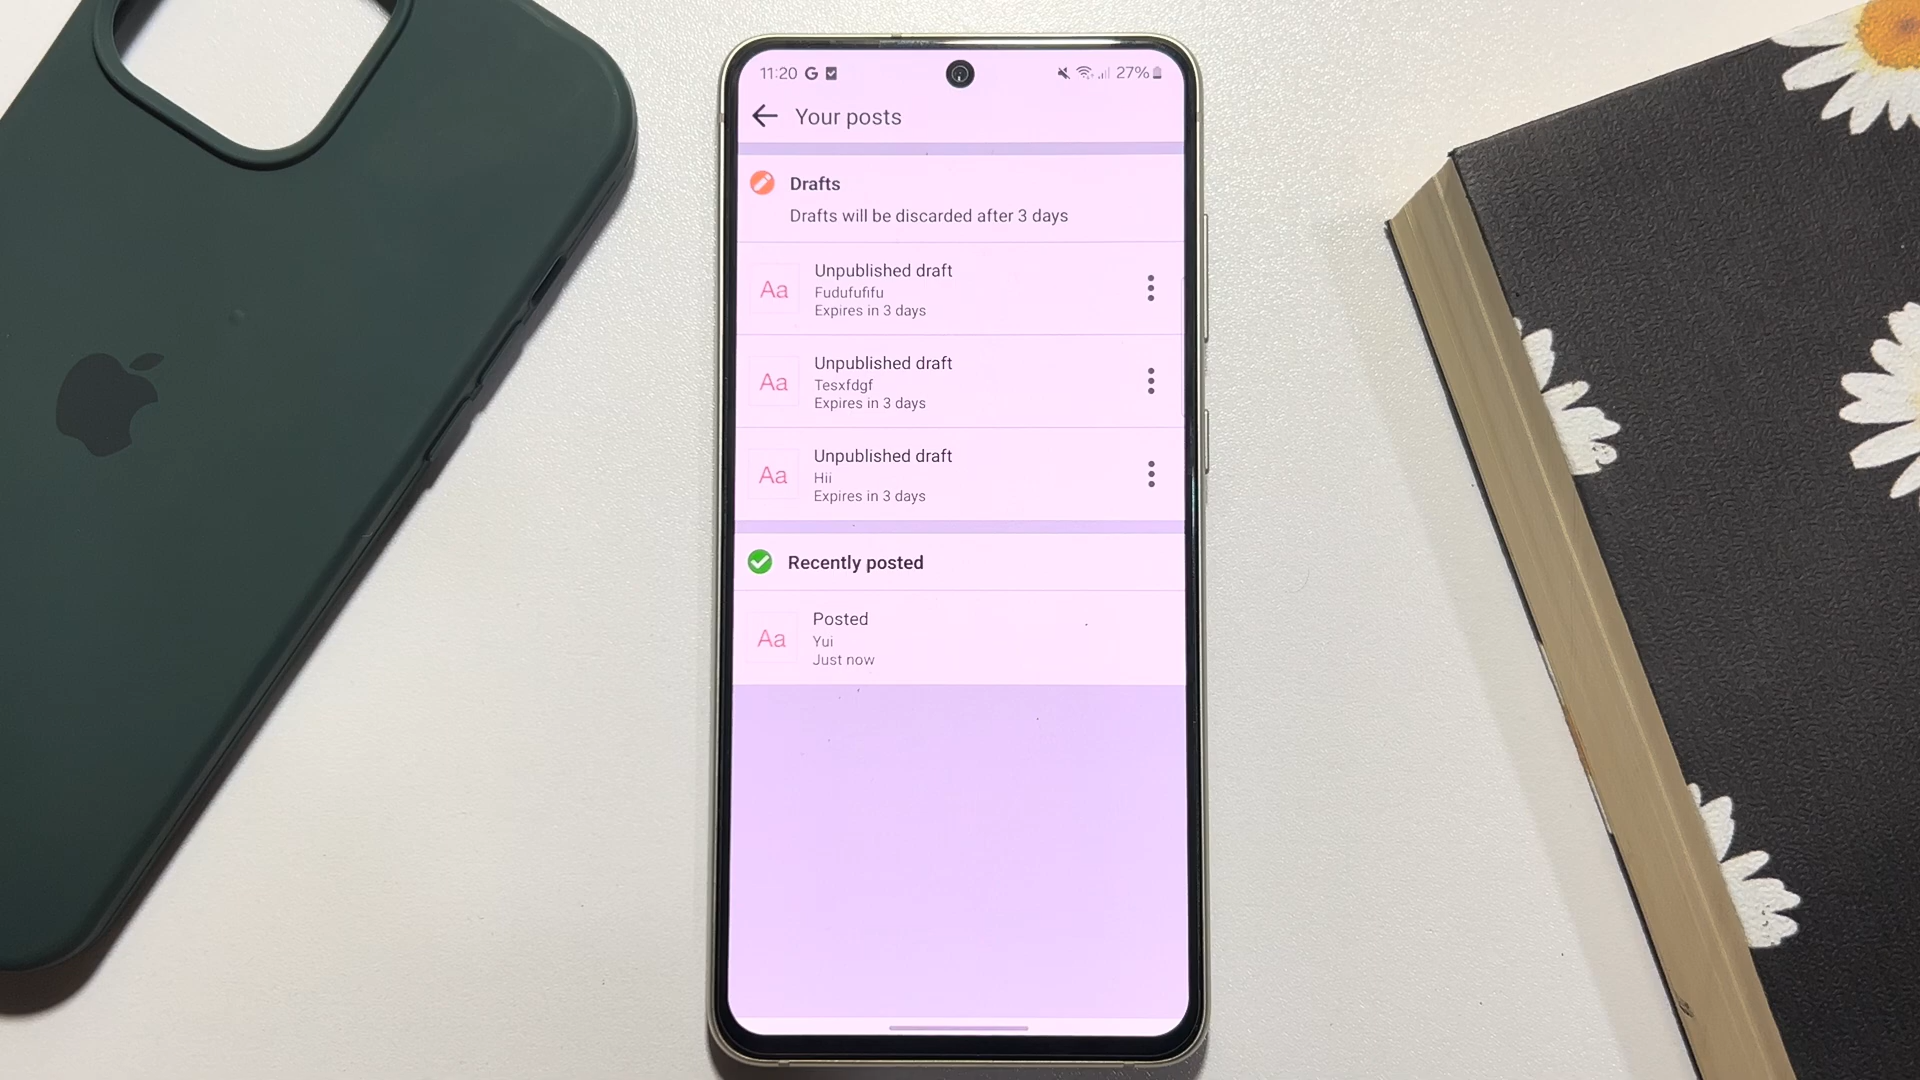 11:20 G 27%
Your posts
Drafts
Drafts will be discarded after 3 days
Aa
Unpublished draft
Fudufufifu
Expires in 3 days
Aa
Unpublished draft
Tesxfdgf
Expires in 3 days
Aa
Unpublished draft
Hii
Expires in 3 days
Recently posted
Aa
Posted
Yui
Just now